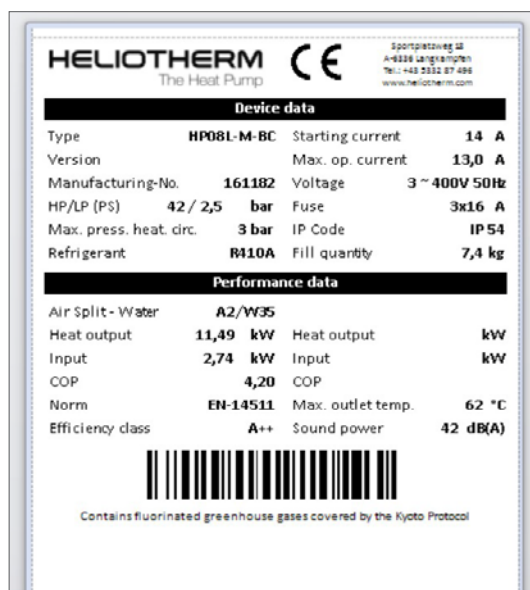 HELIOTHERM
The Heat Pump
CE
Sportplatzweg 18
A-6336 Langkampfen
Tel.: +43 5332 87 496
www.heliotherm.com
Device data
Type HP08L-M-BC Starting current 14 A
Version Max. op. current 13,0 A
Manufacturing-No. 161182 Voltage 3 ~ 400V 50Hz
HP/LP (PS) 42 / 2,5 bar Fuse 3x16 A
Max. press. heat. circ. 3 bar IP Code IP 54
Refrigerant R410A Fill quantity 7,4 kg
Performance data
Air Split - Water A2/W35
Heat output 11,49 kW Heat output kW
Input 2,74 kW Input kW
COP 4,20 COP
Norm EN-14511 Max. outlet temp. 62 °C
Efficiency class A++ Sound power 42 dB(A)
Contains fluorinated greenhouse gases covered by the Kyoto Protocol